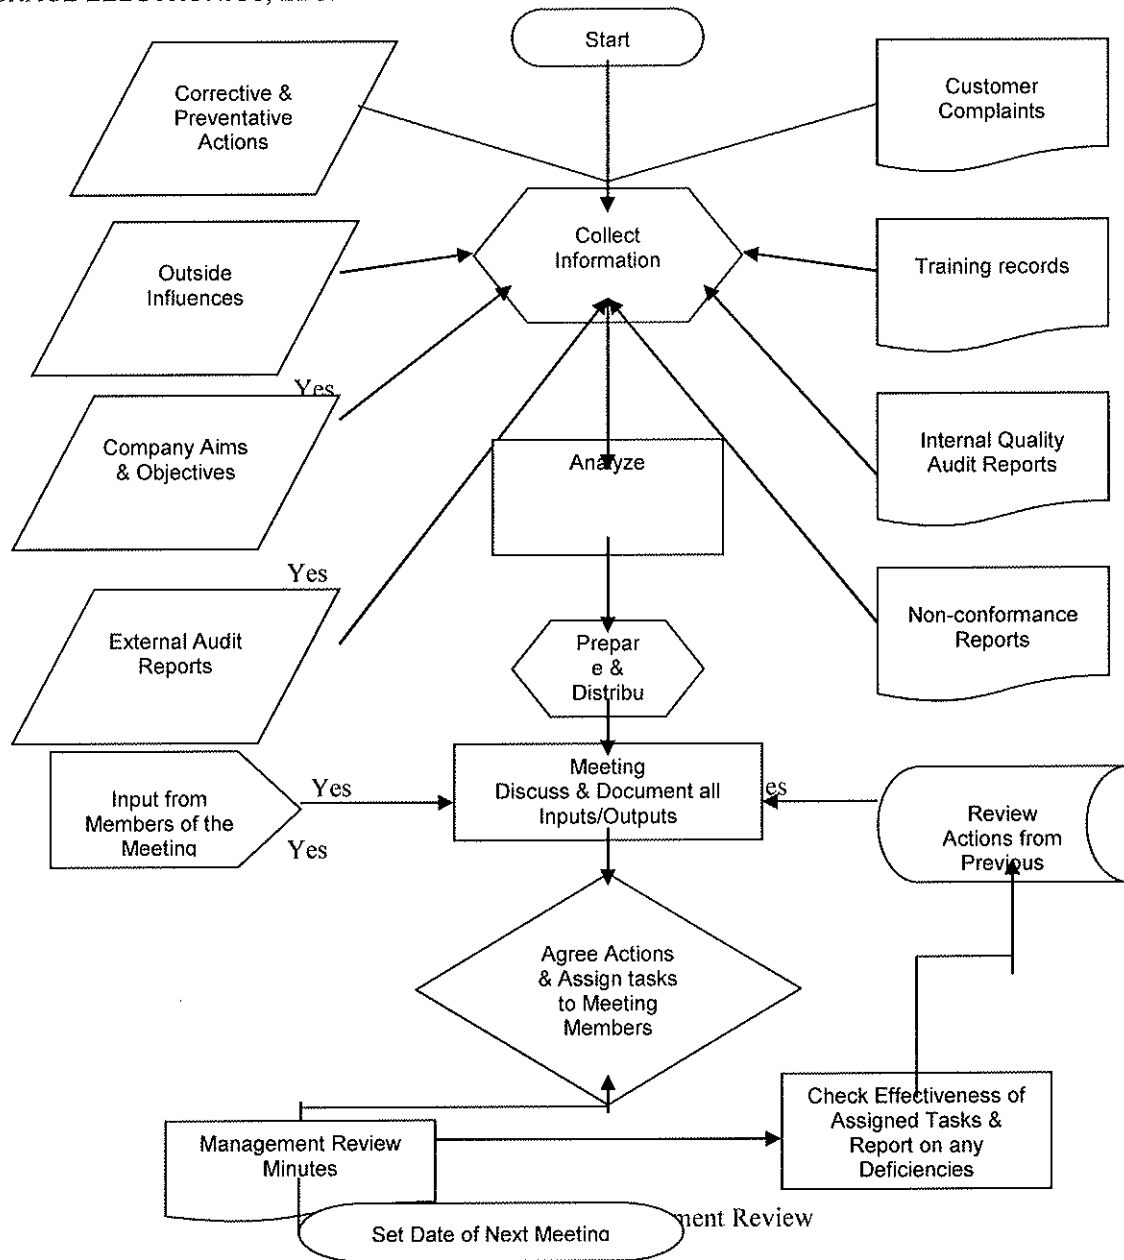 Start
Corrective &
Preventative
Actions
Customer
Complaints
Collect
Information
Outside
Influences
Training records
Yes
Company Aims
& Objectives
Analyze
Internal Quality
Audit Reports
Yes
External Audit
Reports
Prepar
e &
Distribu
Non-conformance
Reports
Input from
Members of the
Meeting
Yes
Yes
Meeting
Discuss & Document all
Inputs/Outputs
es
Review
Actions from
Previous
Agree Actions
& Assign tasks
to Meeting
Members
Management Review
Minutes
Check Effectiveness of
Assigned Tasks &
Report on any
Deficiencies
Set Date of Next Meeting
ment Review